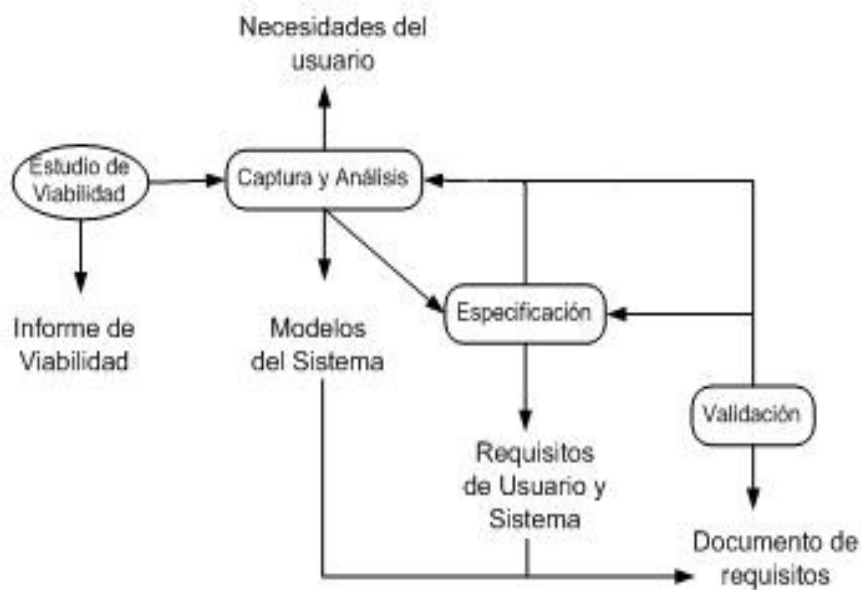 Necesidades del
usuario
Estudio de
Viabilidad
Captura y Análisis
Informe de
Viabilidad
Modelos
del Sistema
Especificación
Validación
Requisitos
de Usuario y
Sistema
Documento de
requisitos